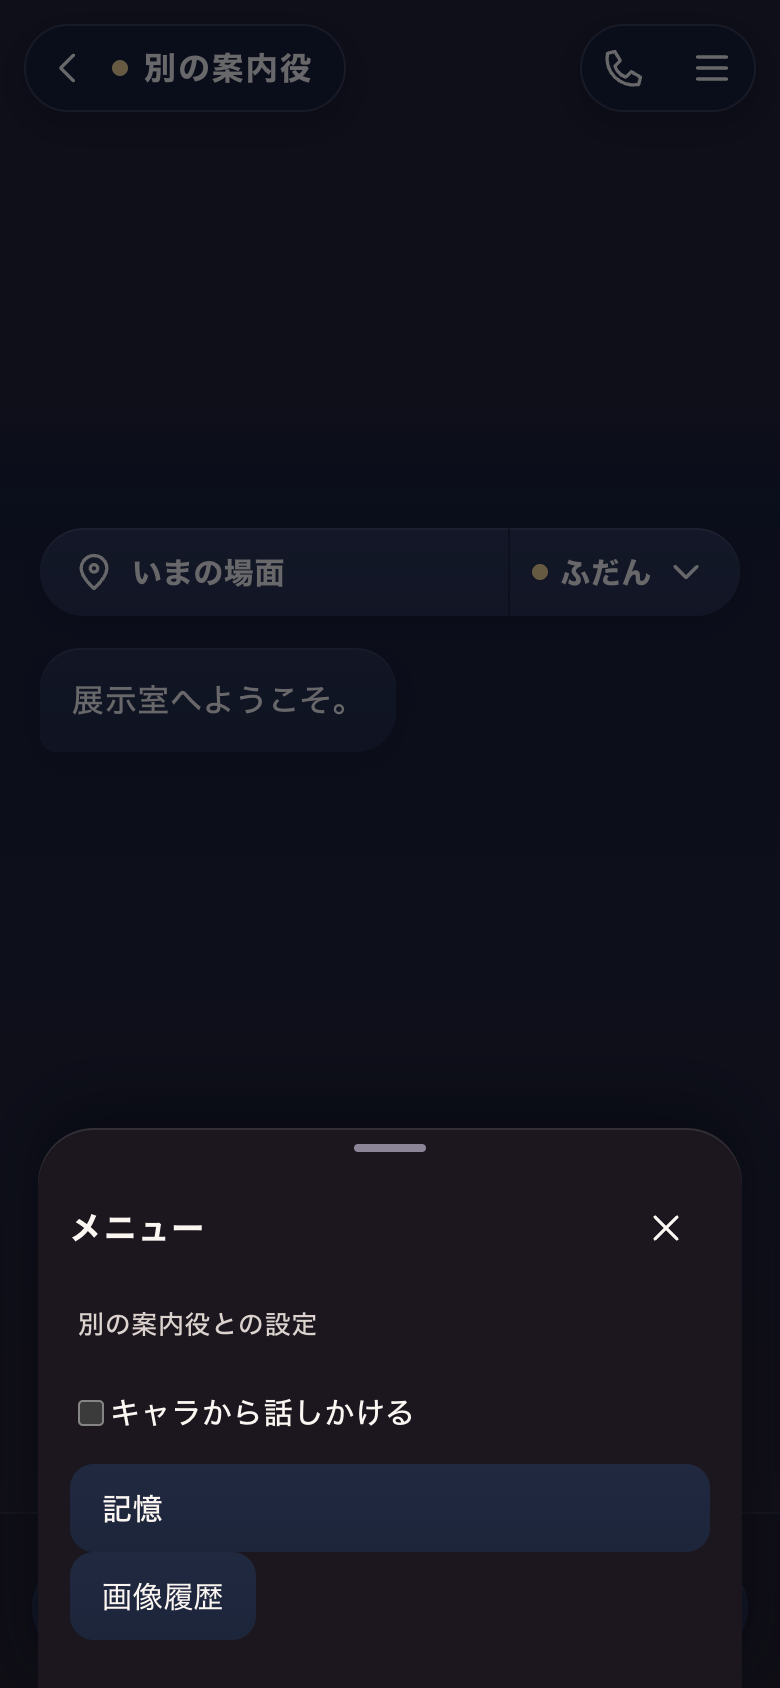 別の案内役
いまの場面
ふだん
展示室へようこそ。
メニュー
別の案内役との設定
キャラから話しかける
記憶
画像履歴